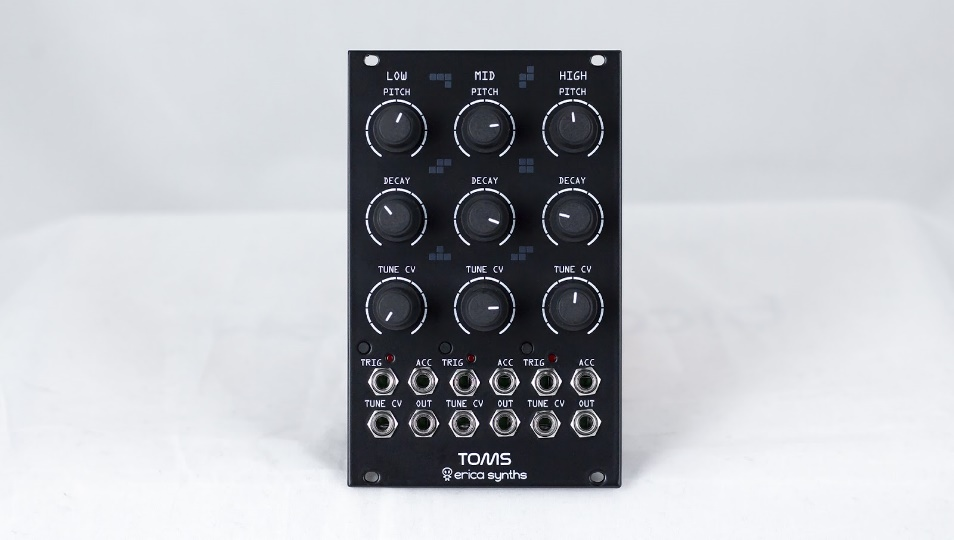 LOW MID HIGH
PITCH PITCH PITCH
DECAY DECAY DECAY
TUNE CV TUNE CV TUNE CV
TRIG ACC TRIG ACC TRIG ACC
TUNE CV OUT TUNE CV OUT TUNE CV OUT
TOMS
erica synths